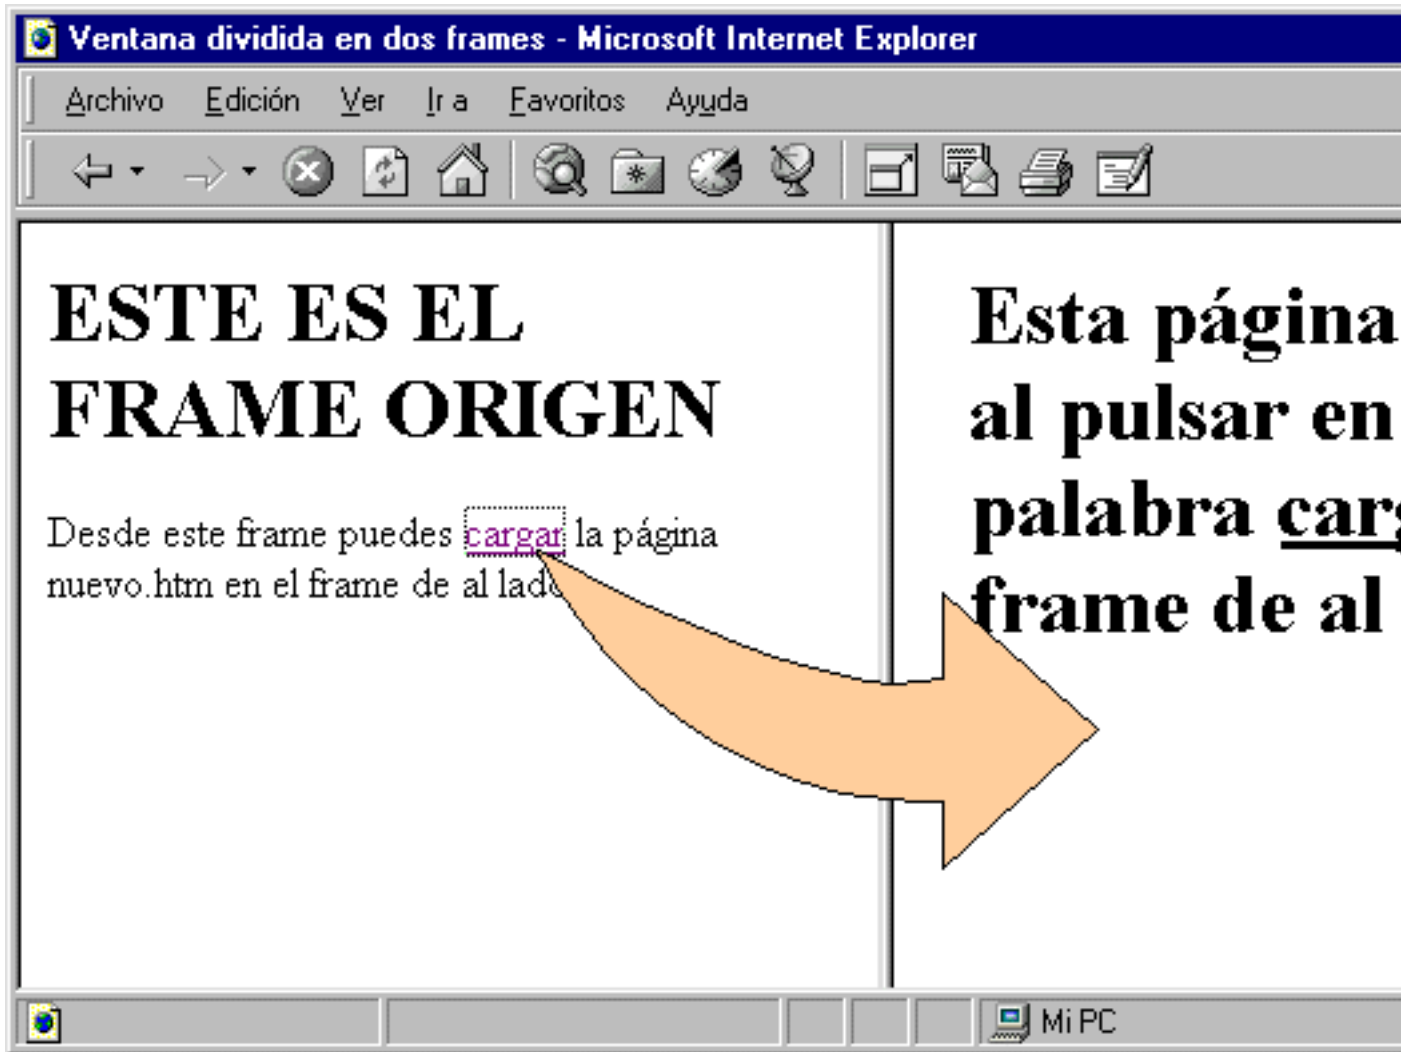 Ventana dividida en dos frames - Microsoft Internet Explorer
Archivo Edición Ver Ir a Favoritos Ayuda
ESTE ES EL
FRAME ORIGEN
Desde este frame puedes cargar la página
nuevo.htm en el frame de al lado
Esta página
al pulsar en
palabra
frame de al
Mi PC